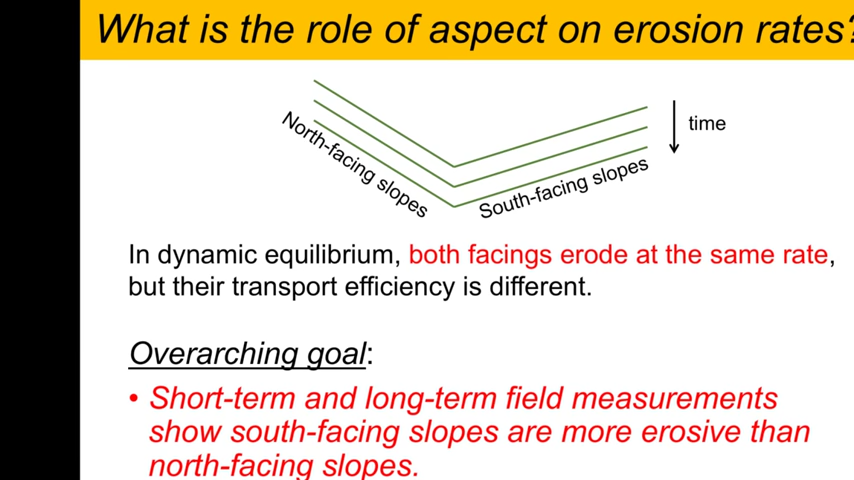 What is the role of aspect on erosion rates?
North-facing slopes
South-facing slopes
time
In dynamic equilibrium, both facings erode at the same rate,
but their transport efficiency is different.
Overarching goal:
• Short-term and long-term field measurements
show south-facing slopes are more erosive than
north-facing slopes.